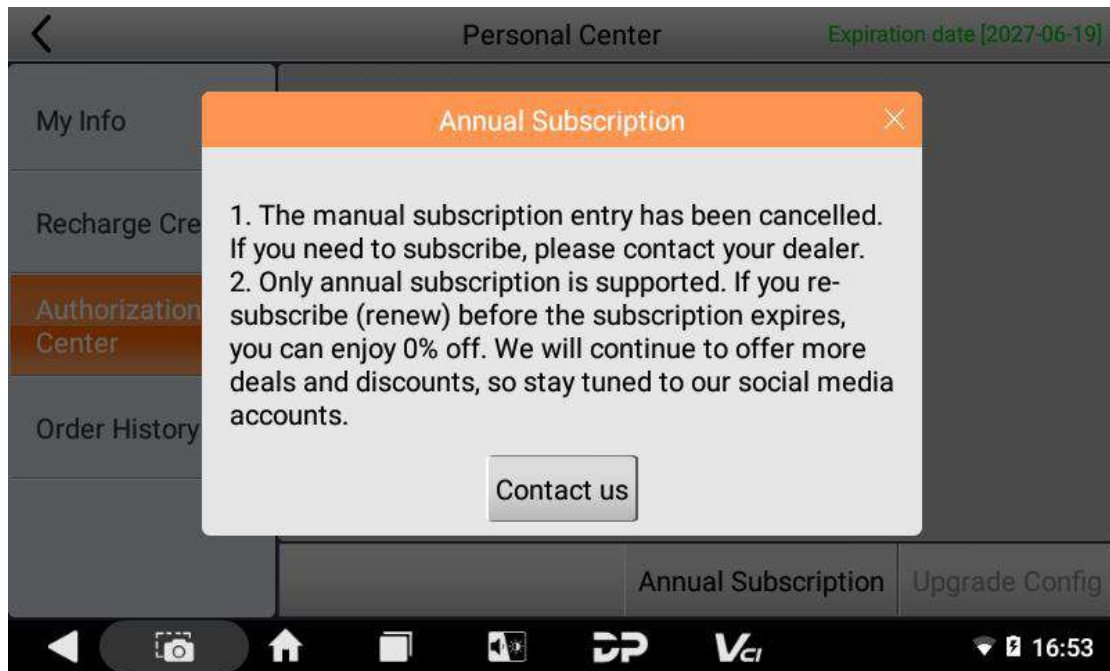 Personal Center
Expiration date [2027-06-19]
My Info
Recharge Cre
Authorization
Center
Order History
Annual Subscription
1. The manual subscription entry has been cancelled.
If you need to subscribe, please contact your dealer.
2. Only annual subscription is supported. If you re-
subscribe (renew) before the subscription expires,
you can enjoy 0% off. We will continue to offer more
deals and discounts, so stay tuned to our social media
accounts.
Contact us
Annual Subscription
Upgrade Config
DP
VCI
16:53